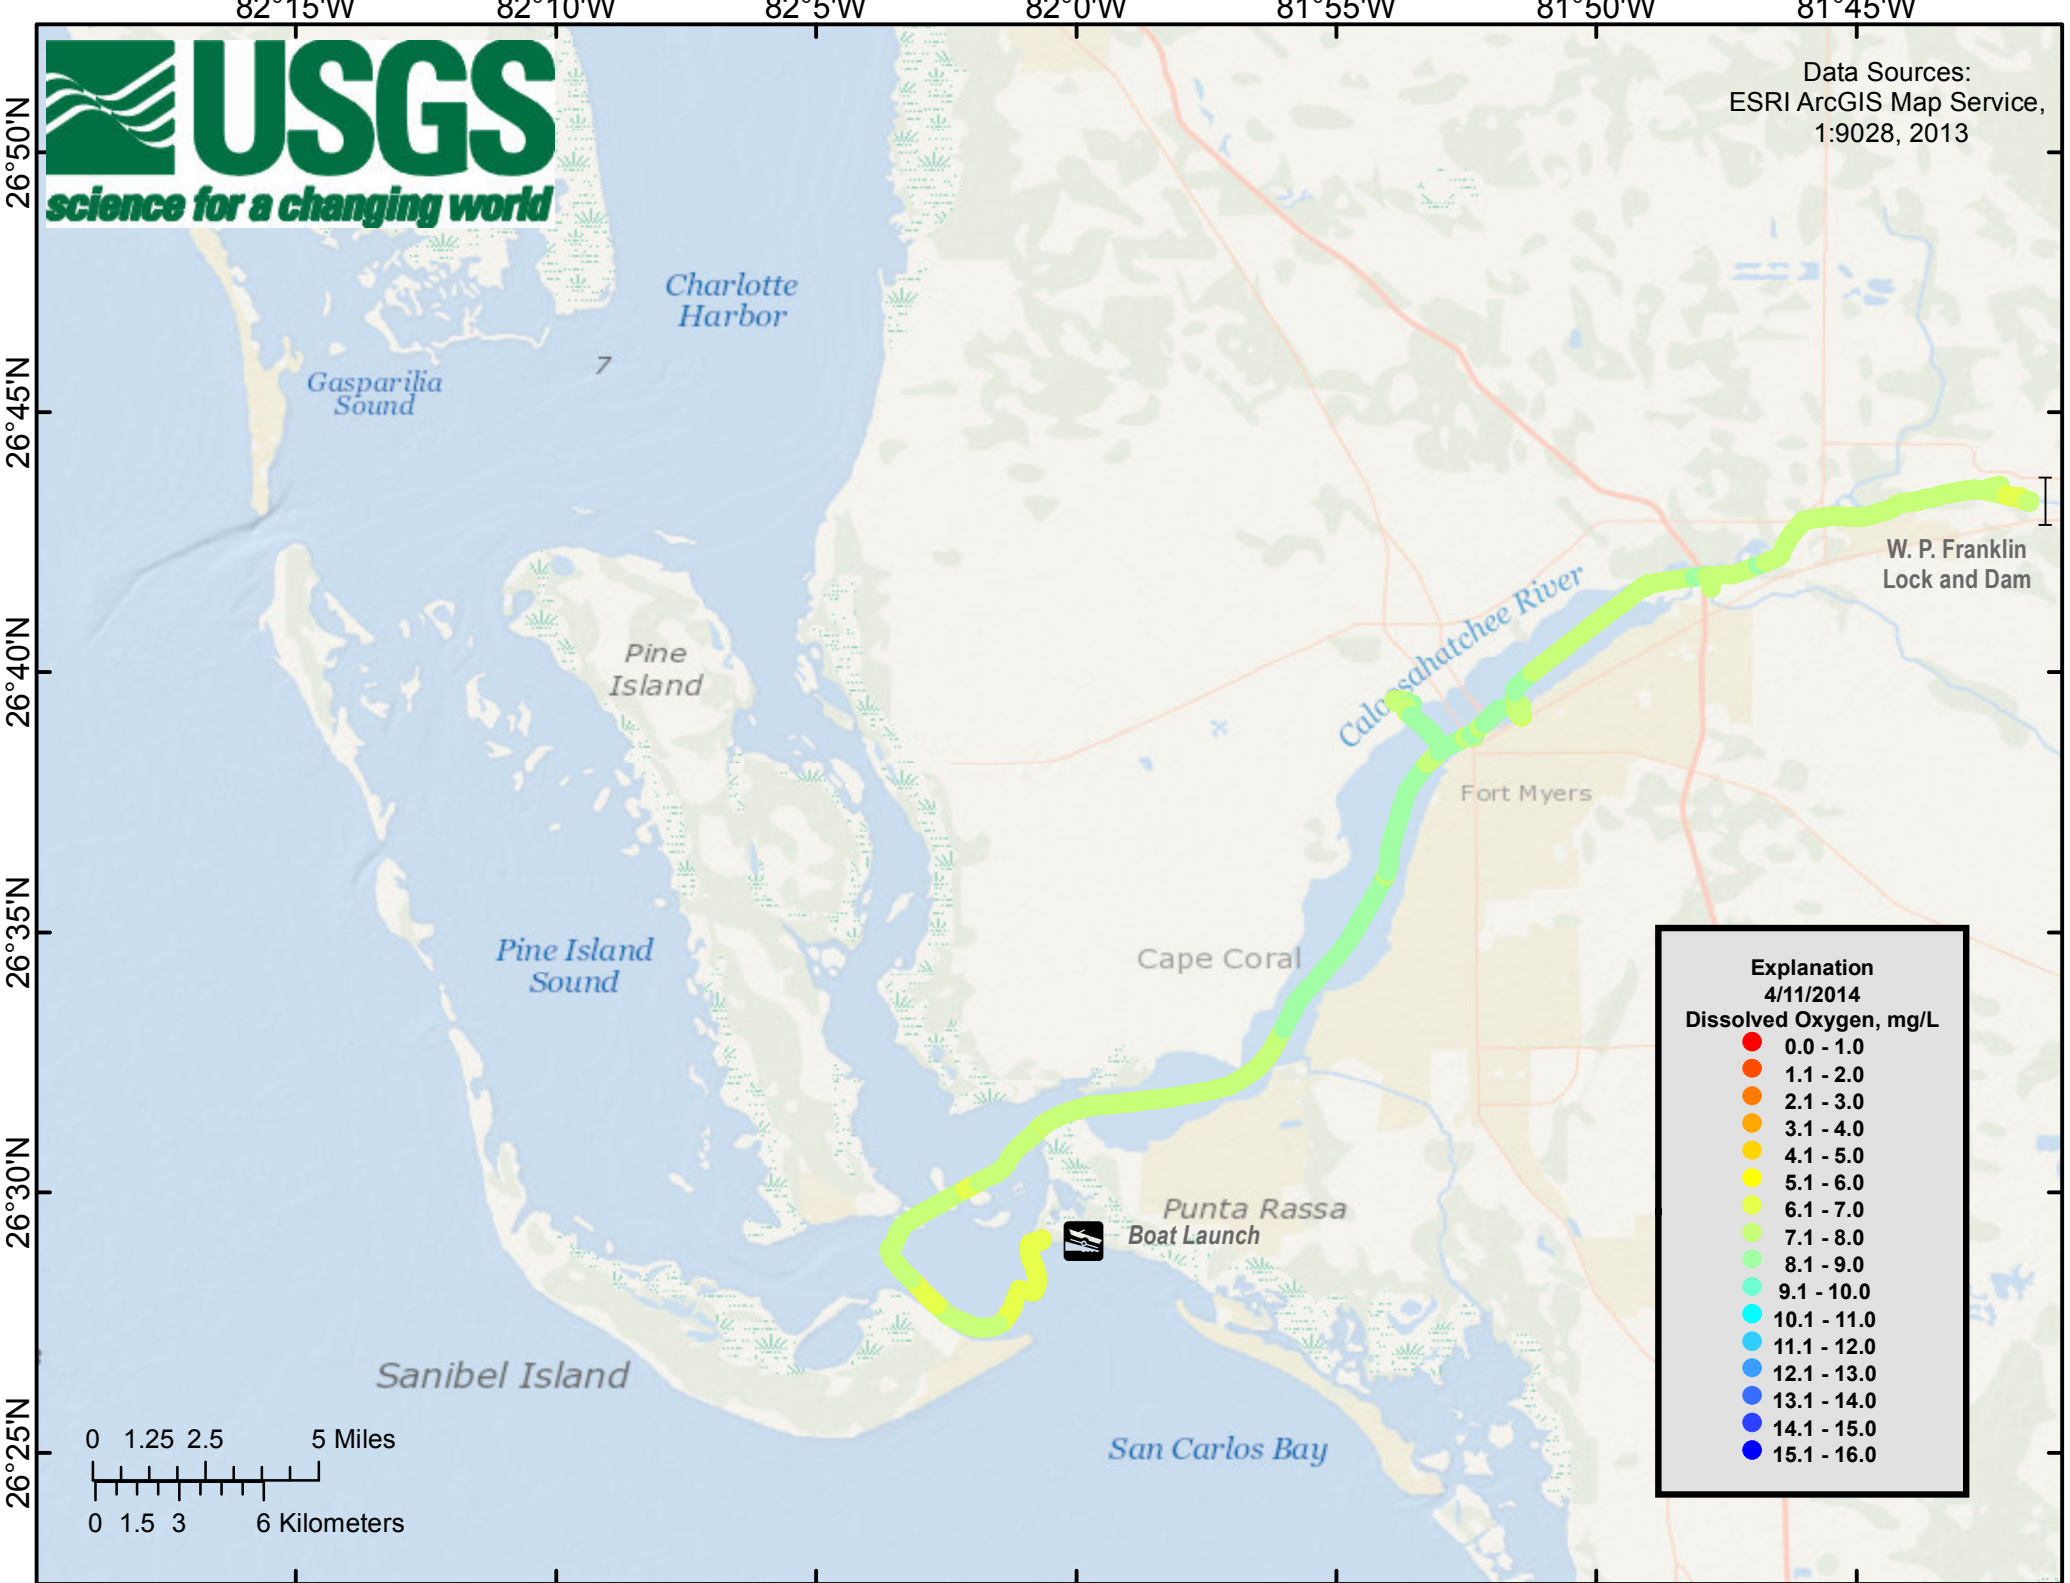 82°15'W
82°10'W
82°5'W
82°0'W
81°55'W
81°50'W
81°45'W
USGS
science for a changing world
Data Sources:
ESRI ArcGIS Map Service,
1:9028, 2013
26°50'N
26°45'N
26°40'N
26°35'N
26°30'N
26°25'N
Charlotte
Harbor
7
Gasparilia
Sound
W. P. Franklin
Lock and Dam
Caloosahatchee River
Pine
Island
Fort Myers
Pine Island
Sound
Cape Coral
Punta Rassa
Boat Launch
Sanibel Island
San Carlos Bay
Explanation
4/11/2014
Dissolved Oxygen, mg/L
0.0 - 1.0
1.1 - 2.0
2.1 - 3.0
3.1 - 4.0
4.1 - 5.0
5.1 - 6.0
6.1 - 7.0
7.1 - 8.0
8.1 - 9.0
9.1 - 10.0
10.1 - 11.0
11.1 - 12.0
12.1 - 13.0
13.1 - 14.0
14.1 - 15.0
15.1 - 16.0
0 1.25 2.5 5 Miles
0 1.5 3 6 Kilometers